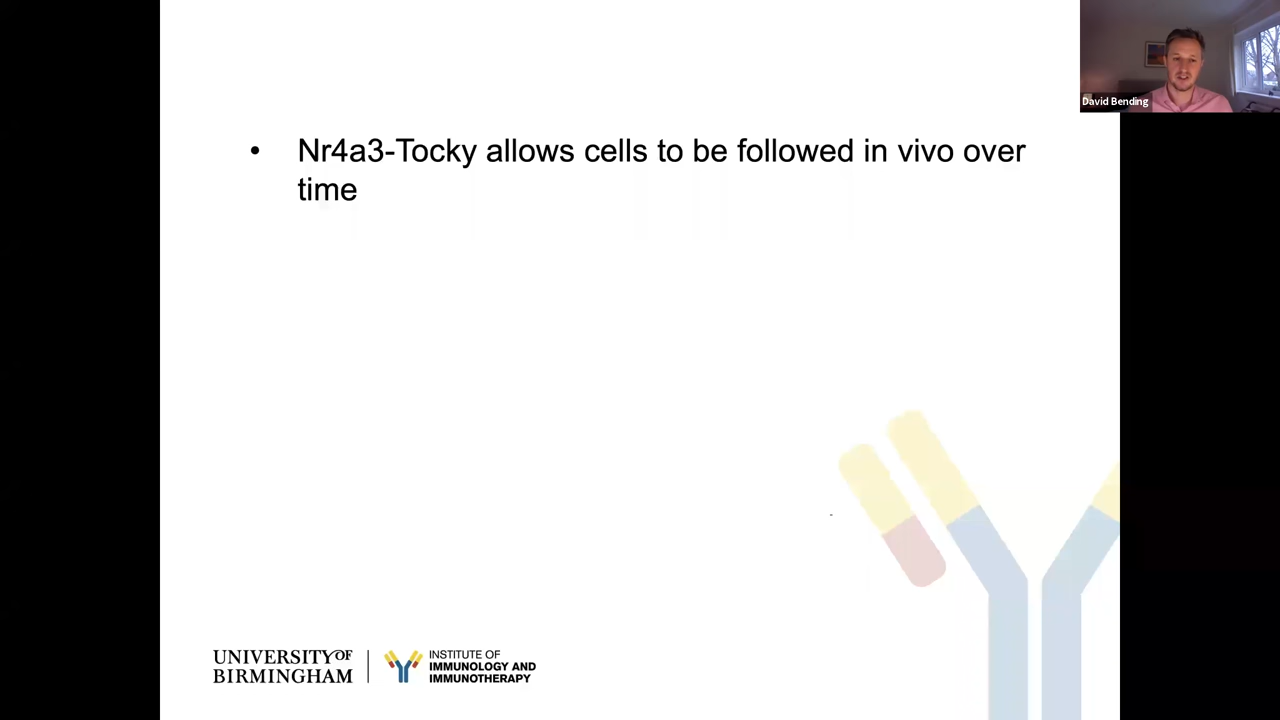 David Bending
• Nr4a3-Tocky allows cells to be followed in vivo over
time
UNIVERSITY OF
BIRMINGHAM
INSTITUTE OF
IMMUNOLOGY AND
IMMUNOTHERAPY